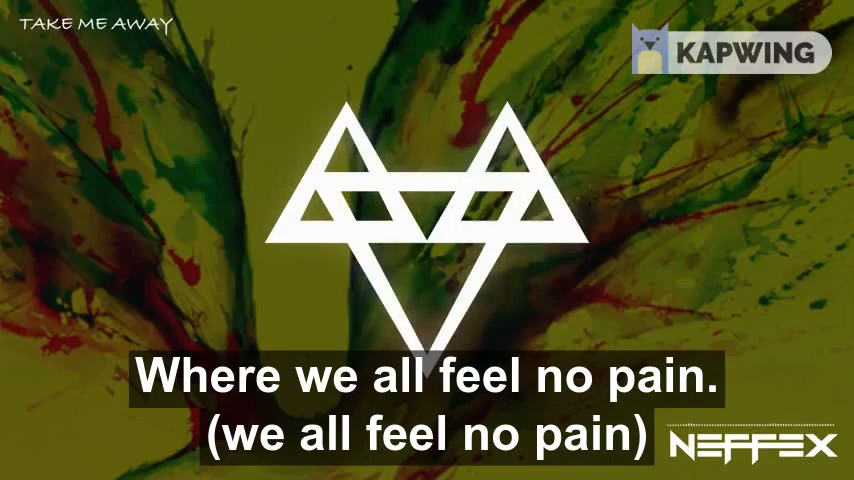 TAKE ME AWAY
KAPWING
Where we all feel no pain.
(we all feel no pain)
NEFFEX